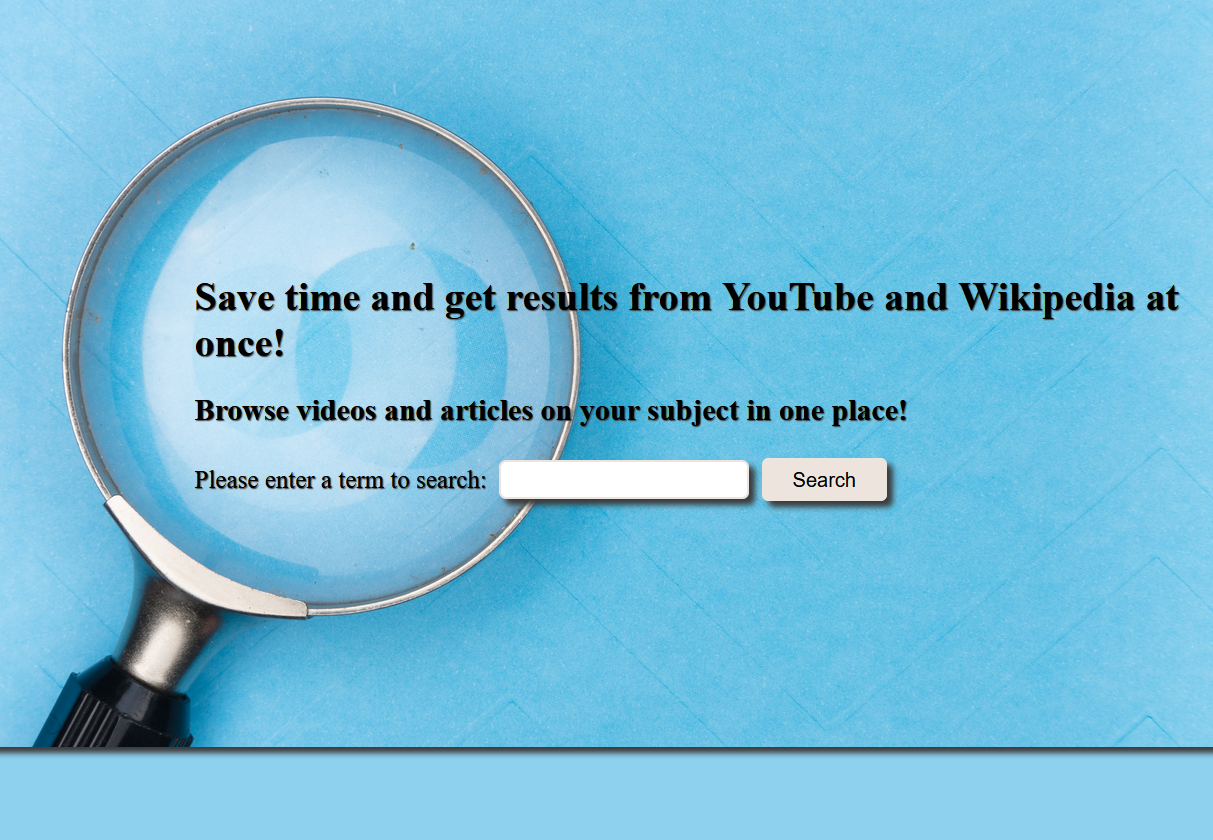 Save time and get results from YouTube and Wikipedia at
once!
Browse videos and articles on your subject in one place!
Please enter a term to search: Search